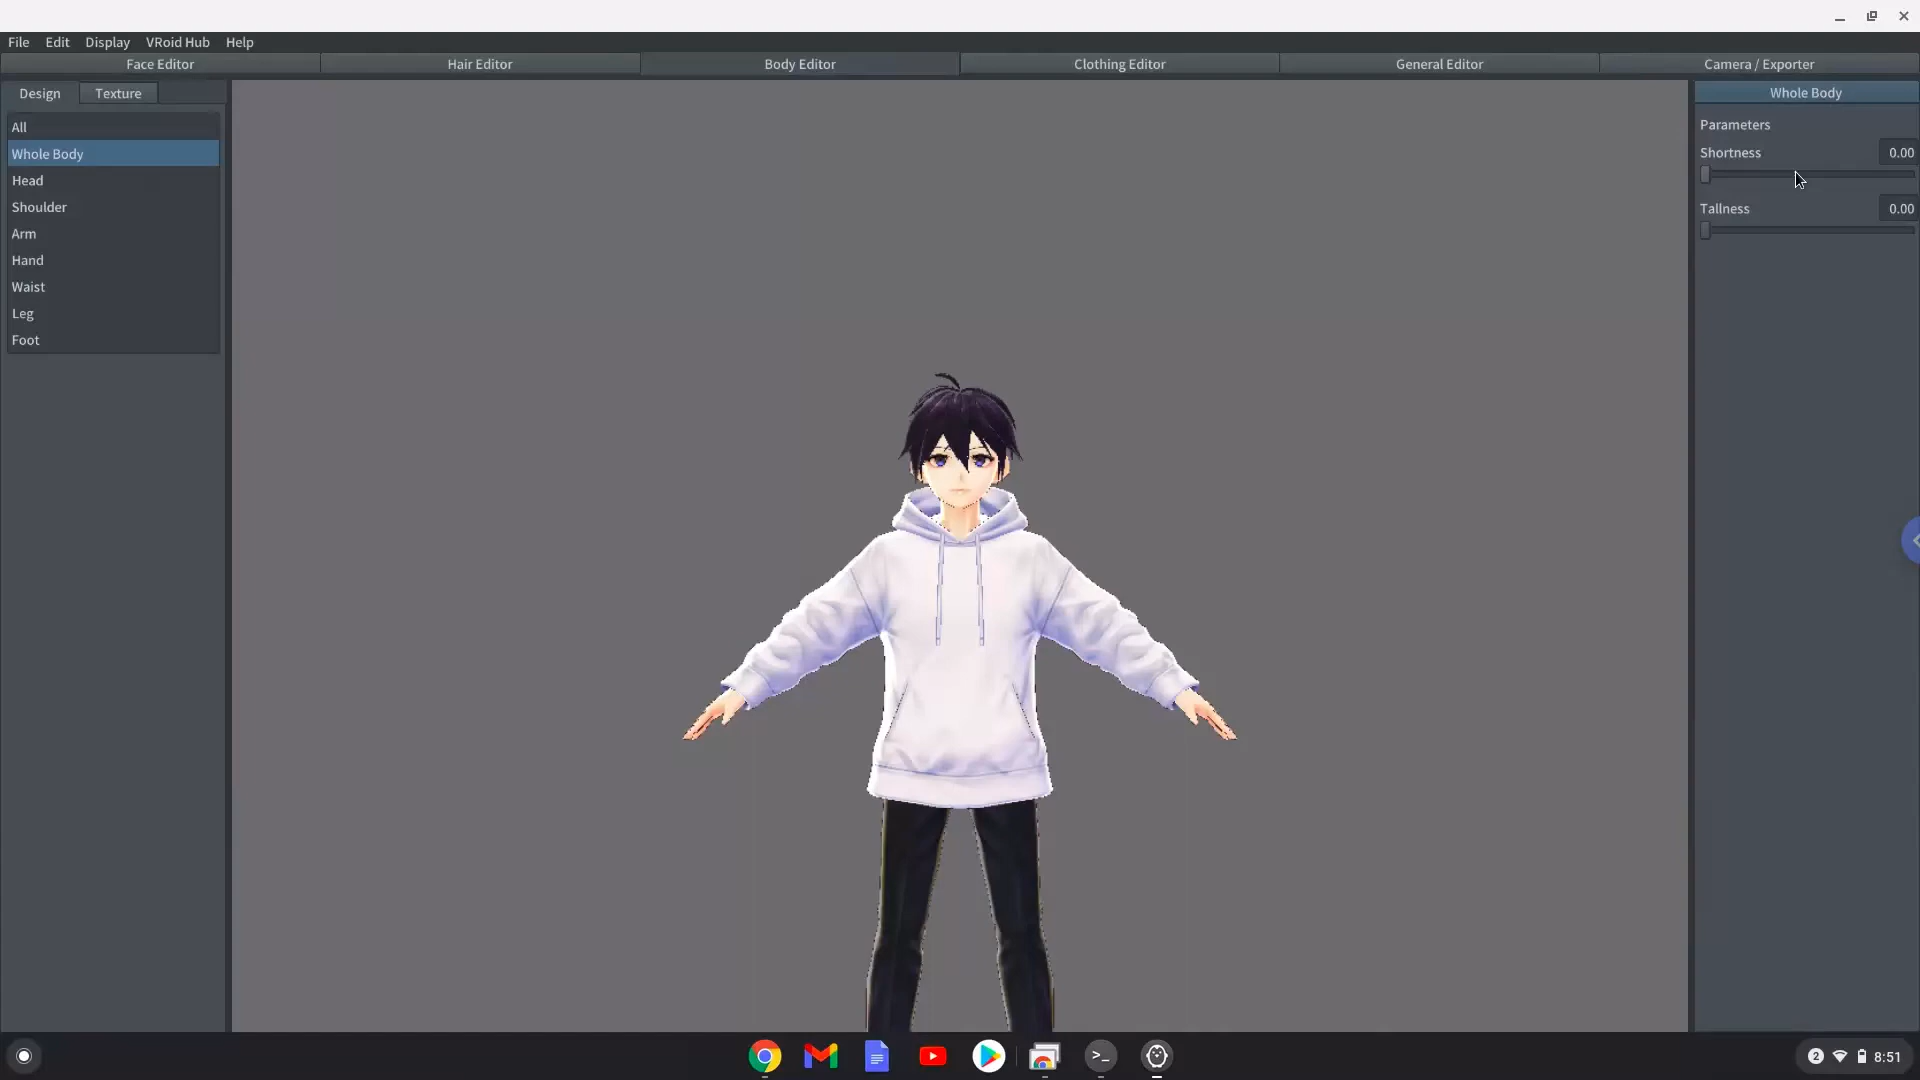 File Edit Display VRoid Hub Help
Face Editor Hair Editor Body Editor Clothing Editor General Editor Camera / Exporter
Design Texture
All
Whole Body
Head
Shoulder
Arm
Hand
Waist
Leg
Foot
Whole Body
Parameters
Shortness 0.00
Tallness 0.00
2 8:51